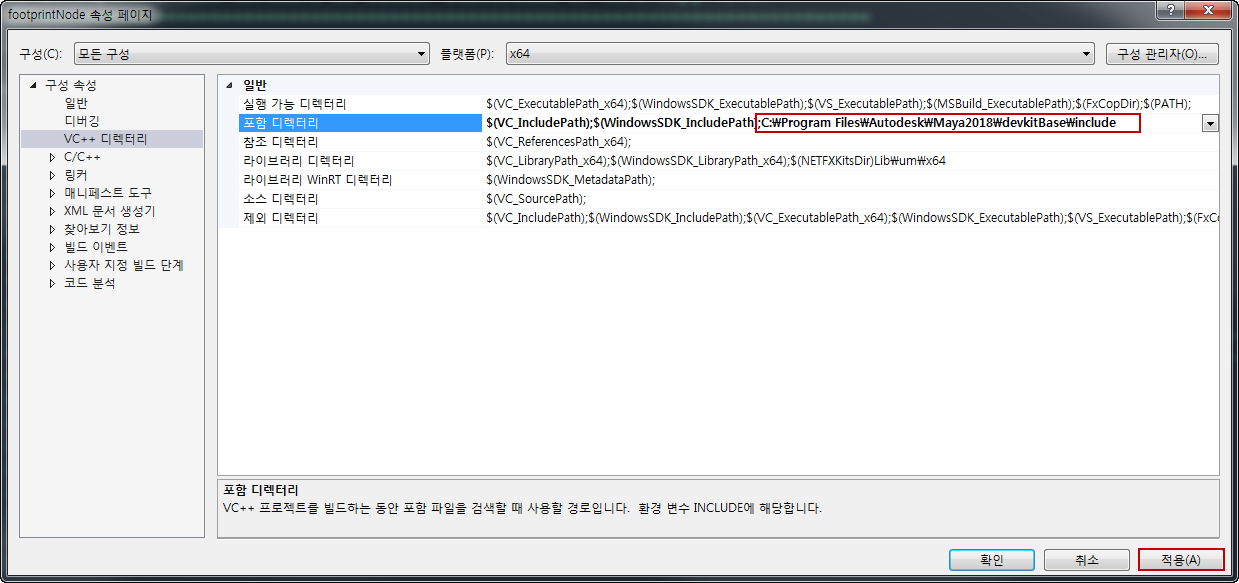 footprintNode 속성 페이지
구성(C): 모든 구성 플랫폼(P): x64 구성 관리자(O)...
구성 속성
일반
디버깅
VC++ 디렉터리
C/C++
링커
매니페스트 도구
XML 문서 생성기
찾아보기 정보
빌드 이벤트
사용자 지정 빌드 단계
코드 분석
일반
실행 가능 디렉터리 $(VC_ExecutablePath_x64);$(WindowsSDK_ExecutablePath);$(VS_ExecutablePath);$(MSBuild_ExecutablePath);$(FxCopDir);$(PATH);
포함 디렉터리 $(VC_IncludePath);$(WindowsSDK_IncludePath);C:₩Program Files₩Autodesk₩Maya2018₩devkitBase₩include
참조 디렉터리 $(VC_ReferencesPath_x64);
라이브러리 디렉터리 $(VC_LibraryPath_x64);$(WindowsSDK_LibraryPath_x64);$(NETFXKitsDir)Lib₩um₩x64
라이브러리 WinRT 디렉터리 $(WindowsSDK_MetadataPath);
소스 디렉터리 $(VC_SourcePath);
제외 디렉터리 $(VC_IncludePath);$(WindowsSDK_IncludePath);$(VC_ExecutablePath_x64);$(WindowsSDK_ExecutablePath);$(VS_ExecutablePath);$(FxCo
포함 디렉터리
VC++ 프로젝트를 빌드하는 동안 포함 파일을 검색할 때 사용할 경로입니다. 환경 변수 INCLUDE에 해당합니다.
확인 취소 적용(A)